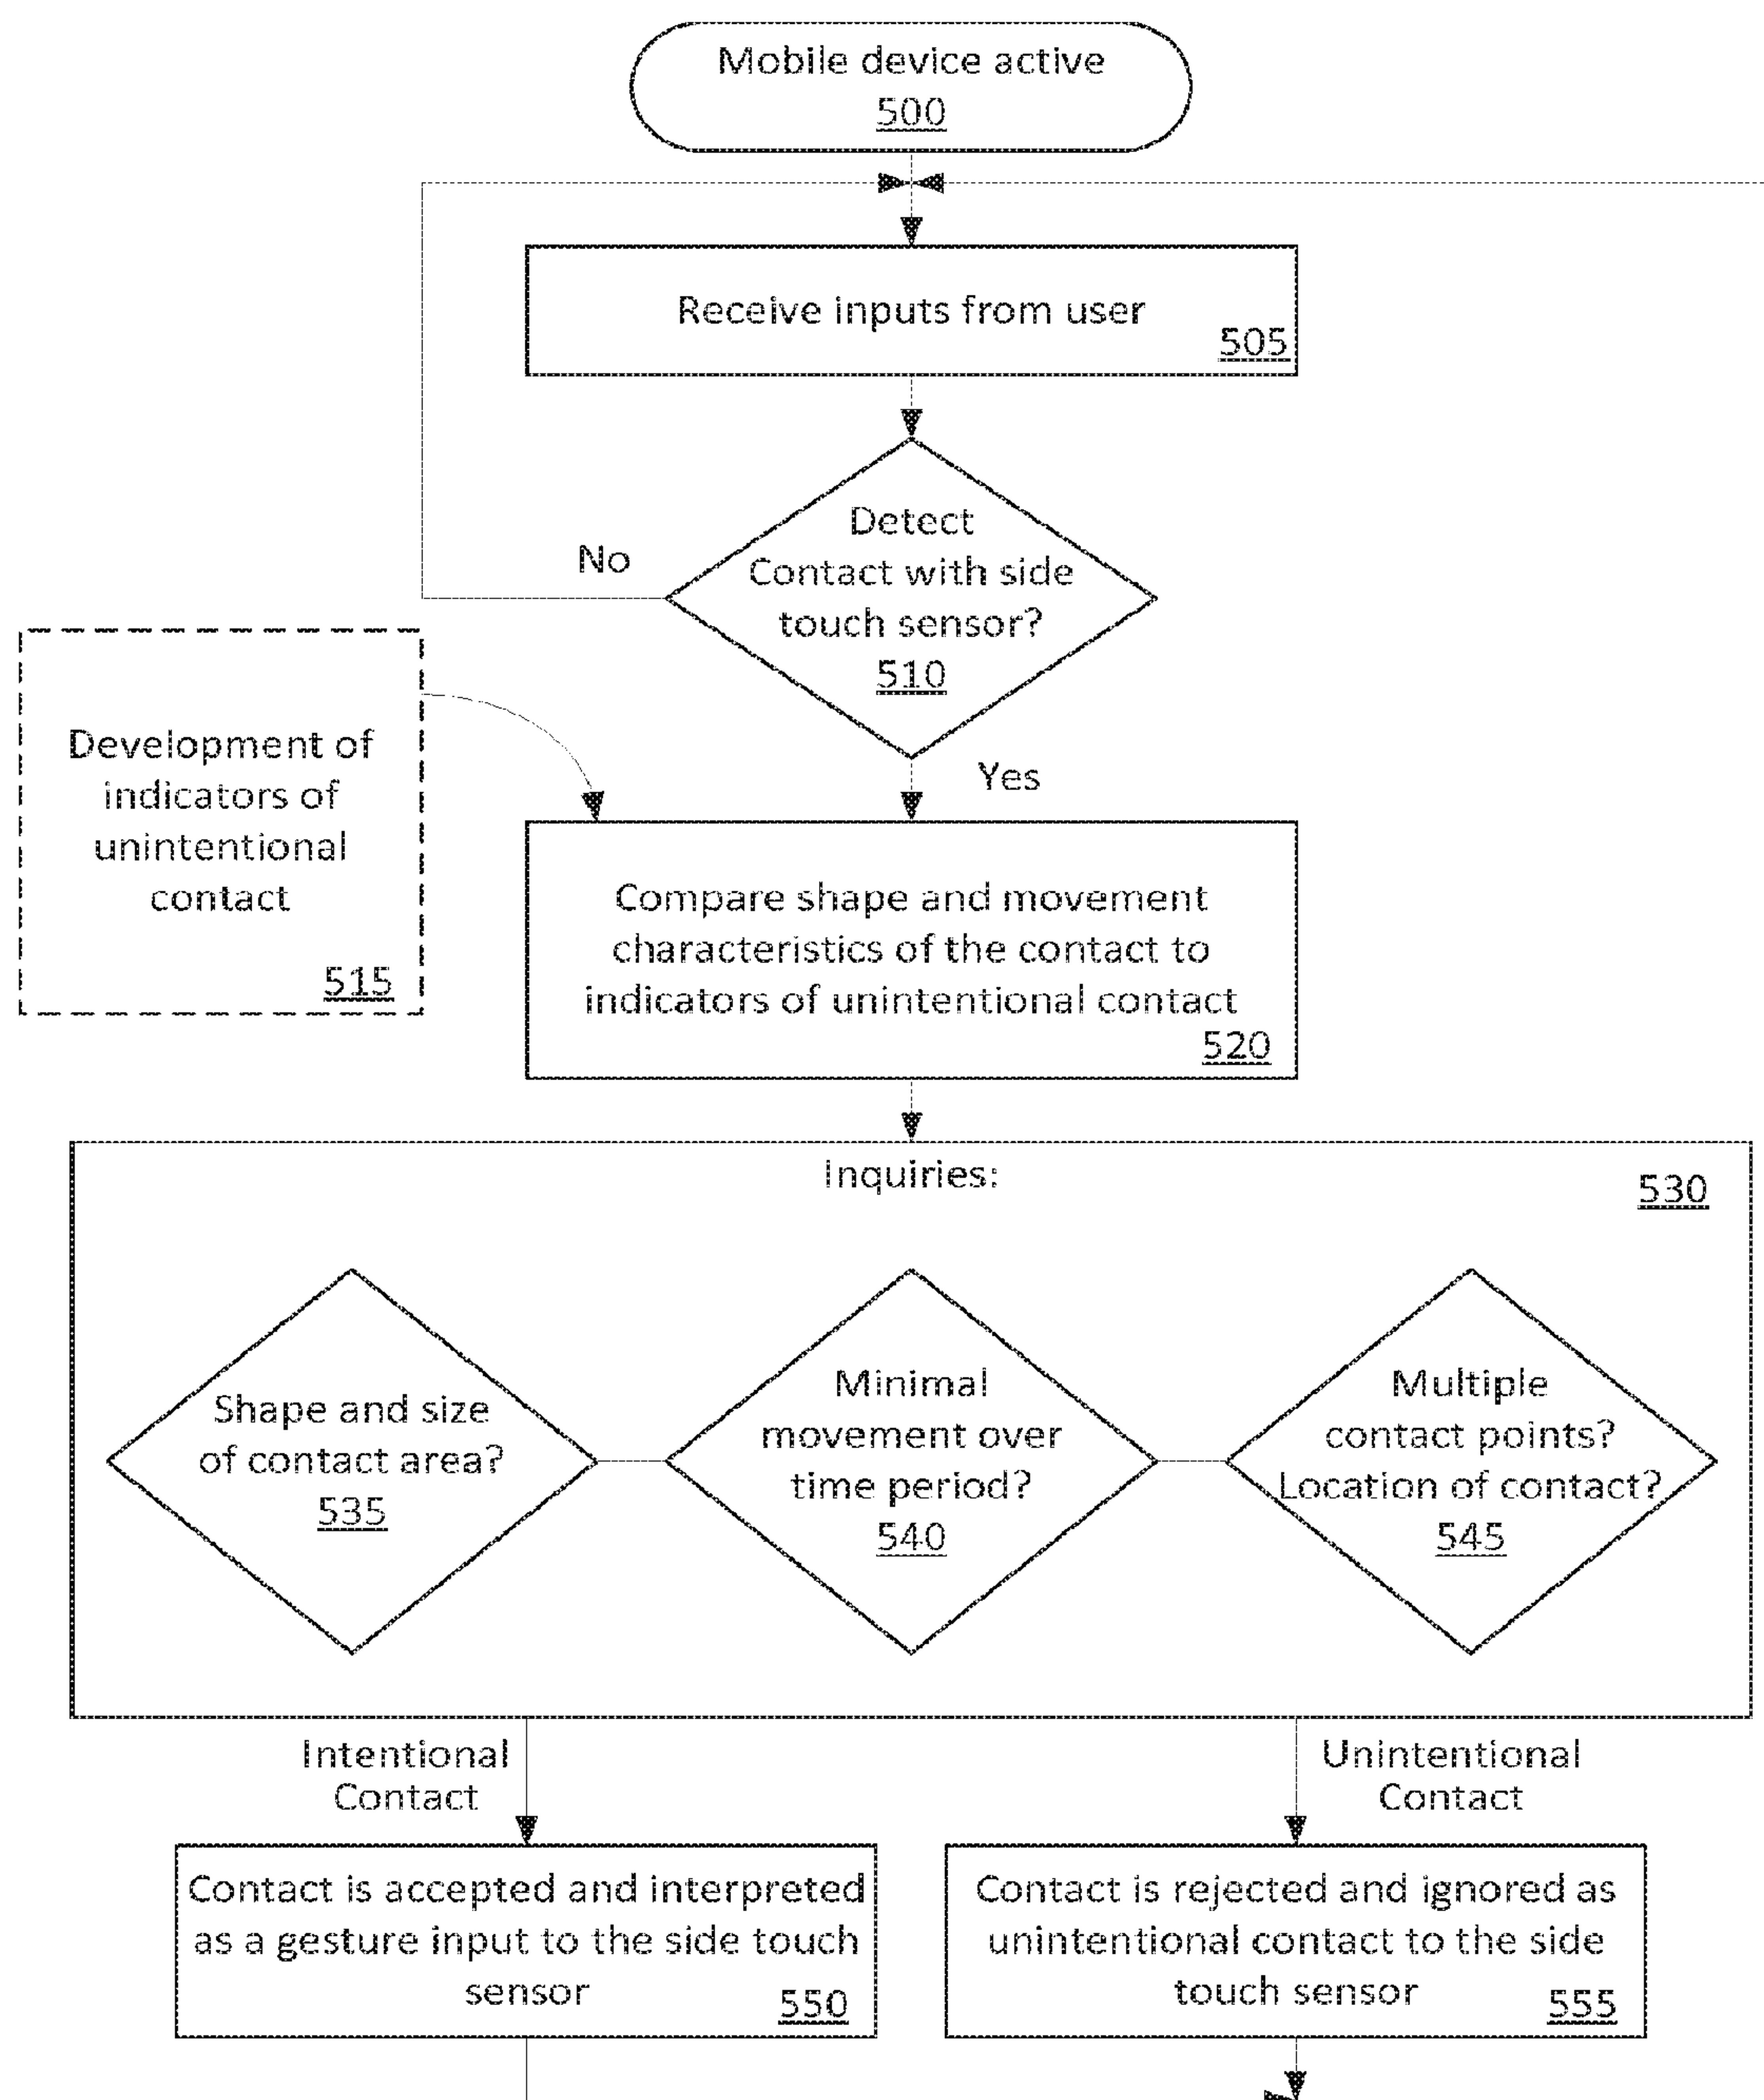 Mobile device active
500
Receive inputs from user
505
Detect
Contact with side
touch sensor?
510
No
Yes
Development of
indicators of
unintentional
contact
515
Compare shape and movement
characteristics of the contact to
indicators of unintentional contact
520
Inquiries:
530
Shape and size
of contact area?
535
Minimal
movement over
time period?
540
Multiple
contact points?
Location of contact?
545
Intentional
Contact
Unintentional
Contact
Contact is accepted and interpreted
as a gesture input to the side touch
sensor
550
Contact is rejected and ignored as
unintentional contact to the side
touch sensor
555